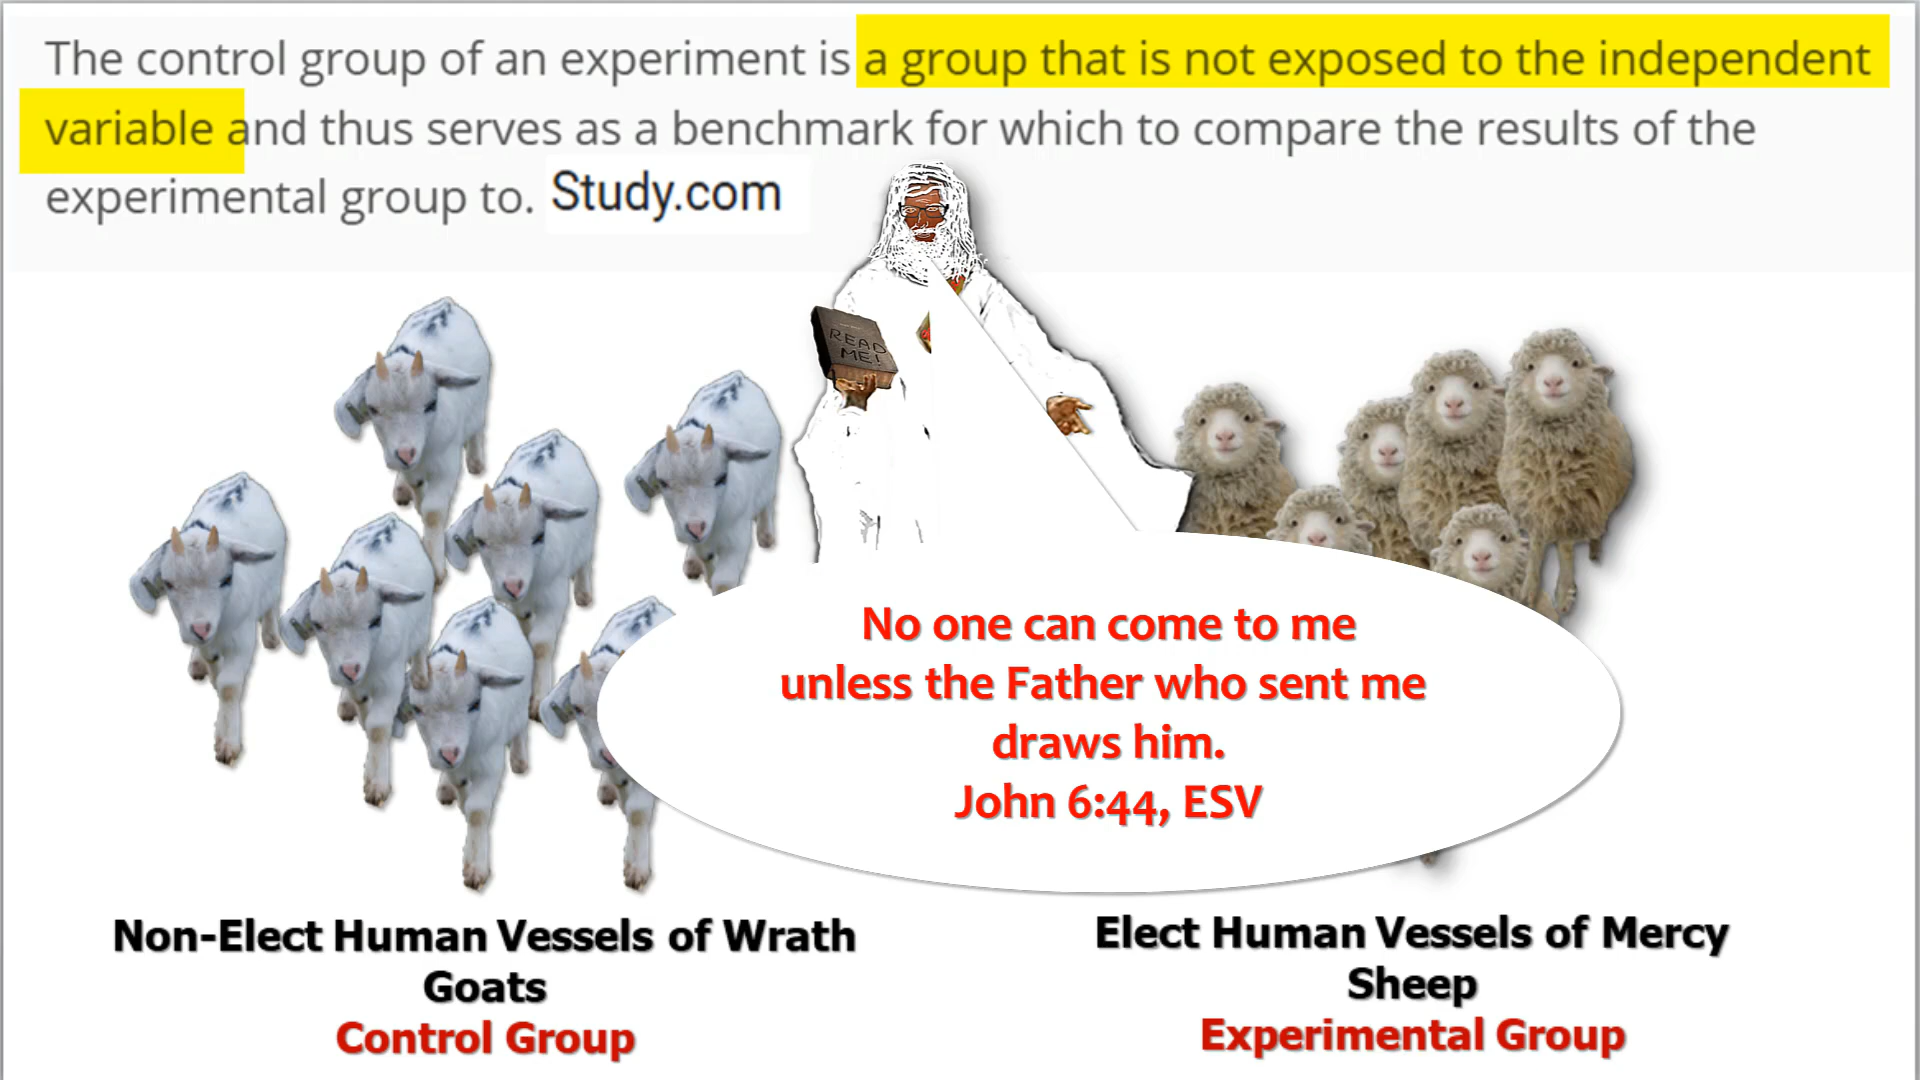 The control group of an experiment is a group that is not exposed to the independent
variable and thus serves as a benchmark for which to compare the results of the
experimental group to. Study.com
READ
ME!
No one can come to me
unless the Father who sent me
draws him.
John 6:44, ESV
Non-Elect Human Vessels of Wrath
Goats
Control Group
Elect Human Vessels of Mercy
Sheep
Experimental Group